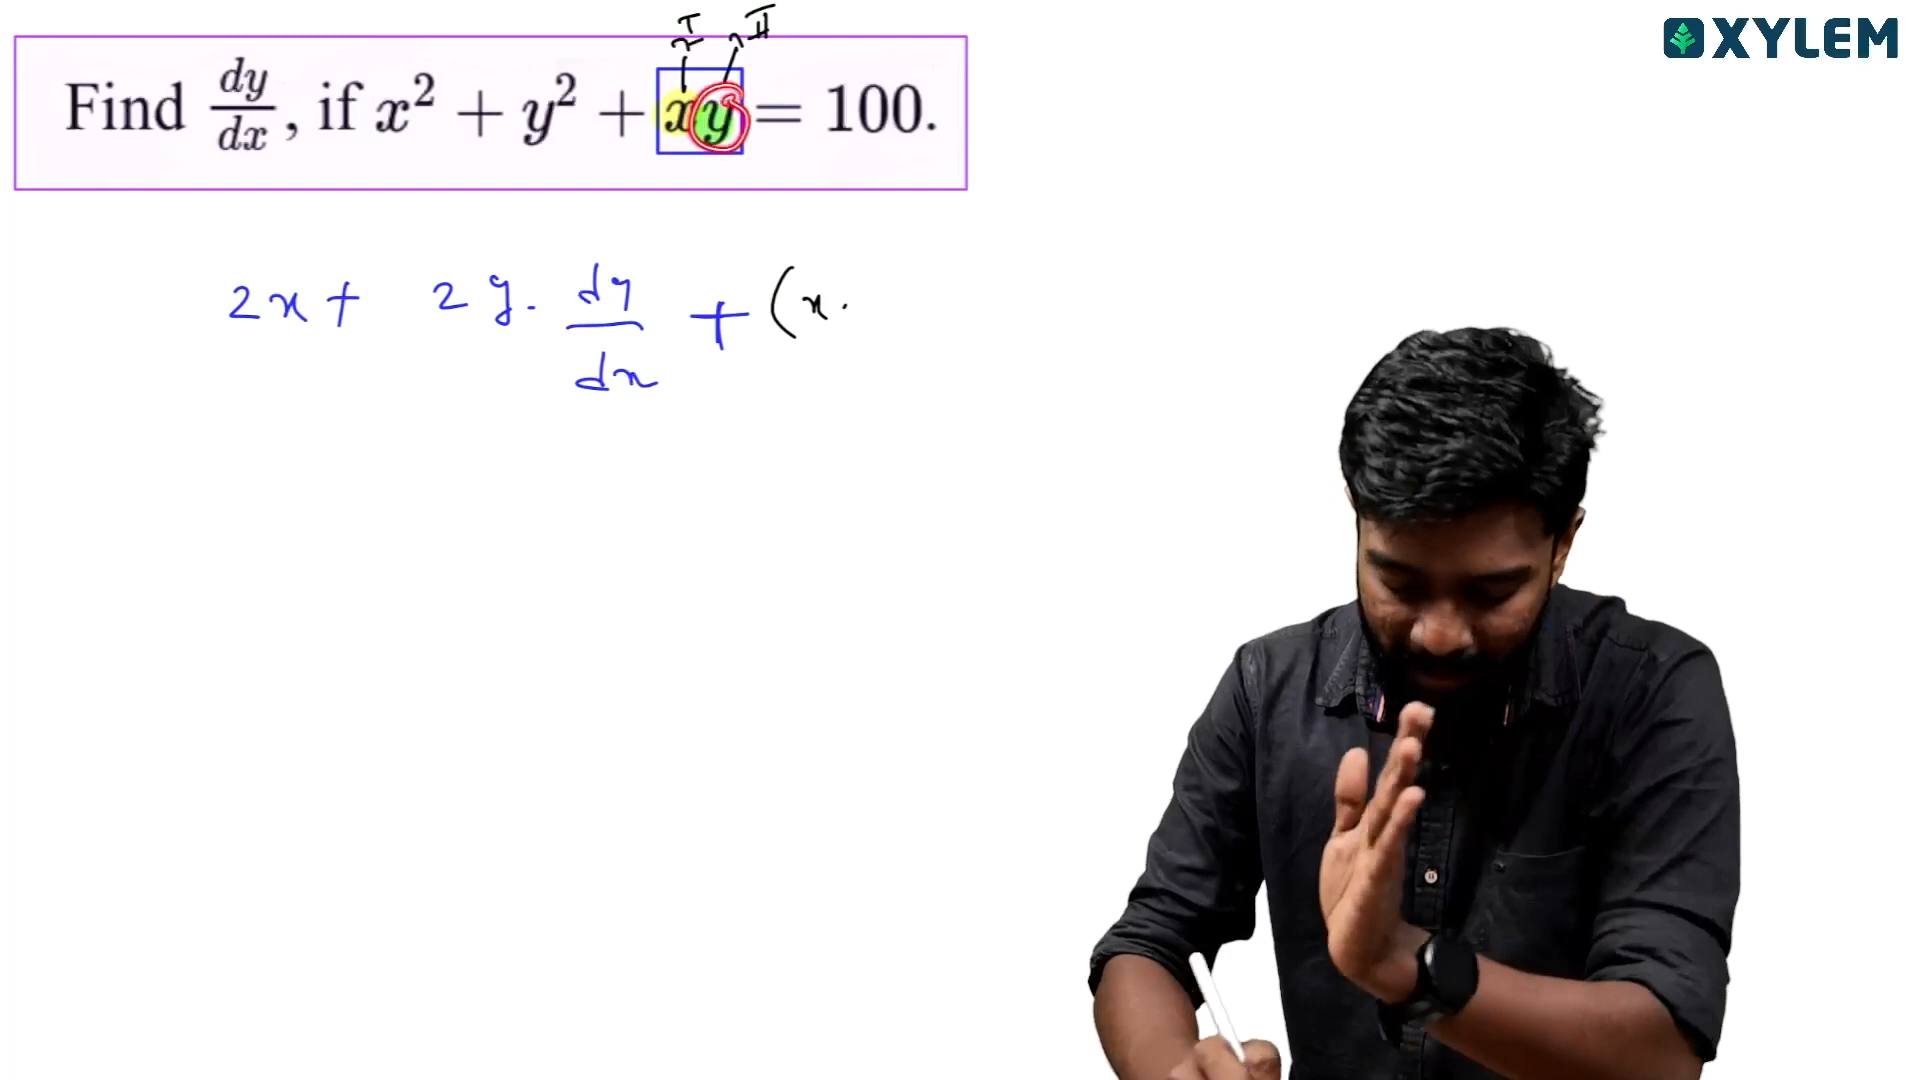 I II
XYLEM
Find dy/dx, if x² + y² + xy = 100.
2x + 2y. dy/dx + (x.